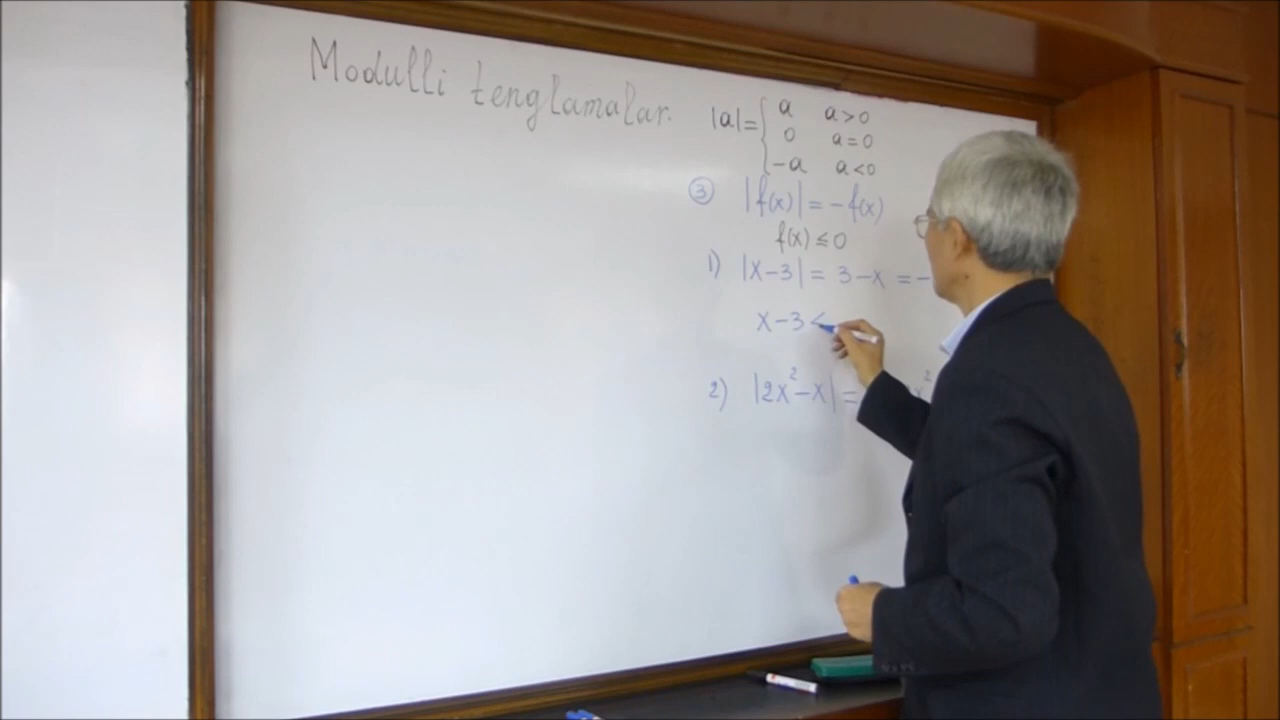 Modulli tenglamalar.
|a| = { a a > 0
0 a = 0
-a a < 0
③ |f(x)| = -f(x)
f(x) ≤ 0
1) |x-3| = 3-x = -
x-3 <
2) |2x²-x| =